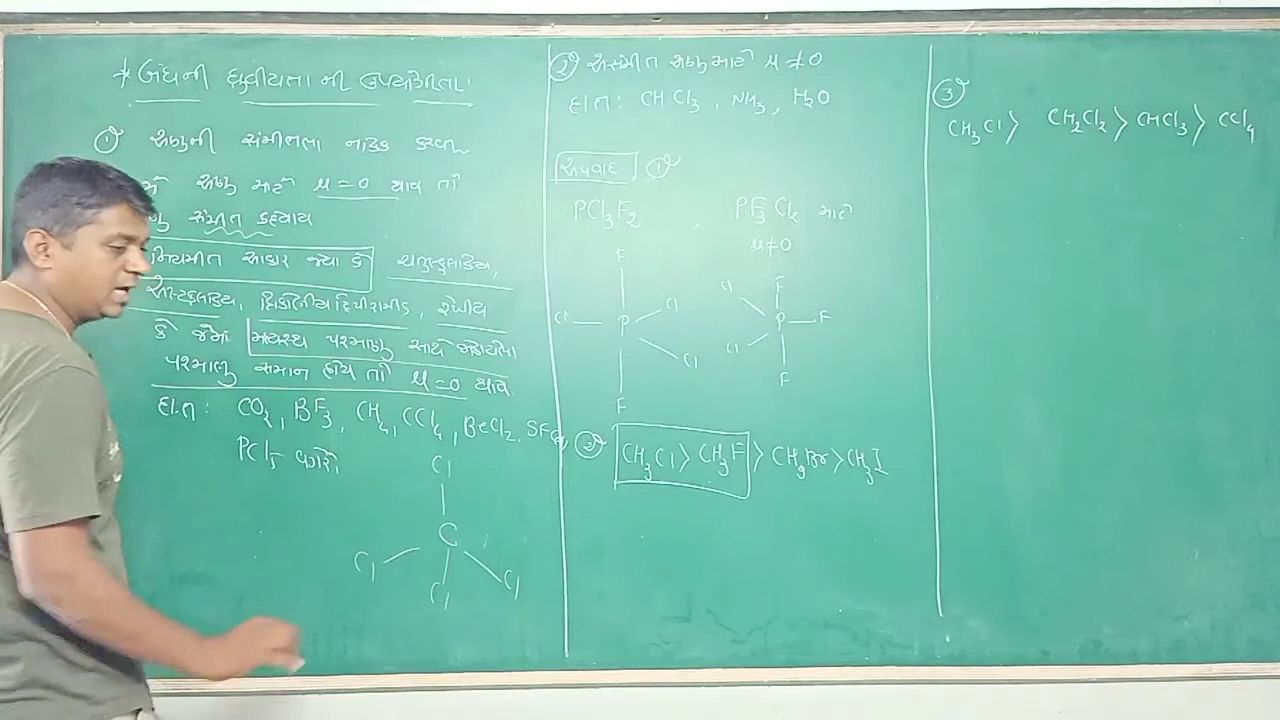 * બંધની ધ્રુવીયતા ની ઉપયોગીતા:
① અણુની સંમીતતા નક્કી કરવા
અણુ માટે μ = 0 થાય તો
સંમીત કહેવાય
નિયમીત આકાર જેવા કે ચતુષ્ફલકીય,
અષ્ટફલકીય, ત્રિકોણીય દ્વિપીરામીડ, રેખીય
કે જેમાં મધ્યસ્થ પરમાણુ સાથે જોડાયેલા
પરમાણુ સમાન હોય તો μ = 0 થાય
દા.ત: CO₂, BF₃, CH₄, CCl₄, BeCl₂, SF₆,
PCl₅ વગેરે
Cl
C
Cl Cl Cl
② અસંમીત અણુ માટે μ ≠ 0
દા.ત: CHCl₃, NH₃, H₂O
અપવાદ: ①
PCl₃F₂, PF₃Cl₂ માટે
μ ≠ 0
F
Cl P Cl
Cl
F
F
Cl P F
Cl
F
② CH₃Cl > CH₃F > CH₃Br > CH₃I
③
CH₃Cl > CH₂Cl₂ > CHCl₃ > CCl₄